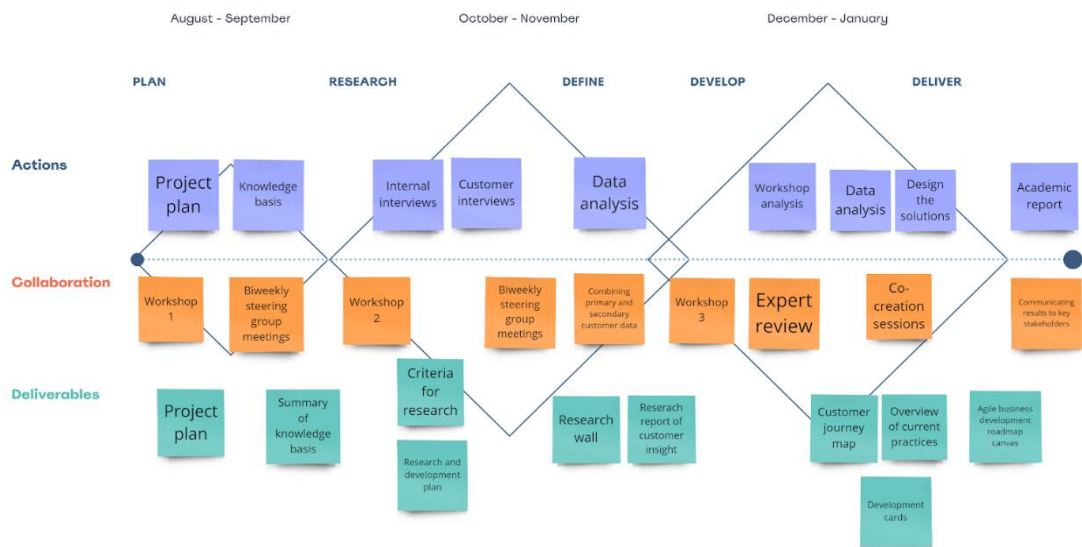 August - September
October - November
December - January
PLAN
RESEARCH
DEFINE
DEVELOP
DELIVER
Actions
Project
plan
Knowledge
basis
Internal
interviews
Customer
interviews
Data
analysis
Workshop
analysis
Data
analysis
Design
the
solutions
Academic
report
Collaboration
Workshop
1
Biweekly
steering
group
meetings
Workshop
2
Biweekly
steering
group
meetings
Combining
primary and
secondary
customer data
Workshop
3
Expert
review
Co-
creation
sessions
Communicating
results to key
stakeholders
Deliverables
Project
plan
Summary
of
knowledge
basis
Criteria
for
research
Research and
development
plan
Research
wall
Reserach
report of
customer
insight
Customer
journey
map
Overview
of current
practices
Agile business
development
roadmap
canvas
Development
cards